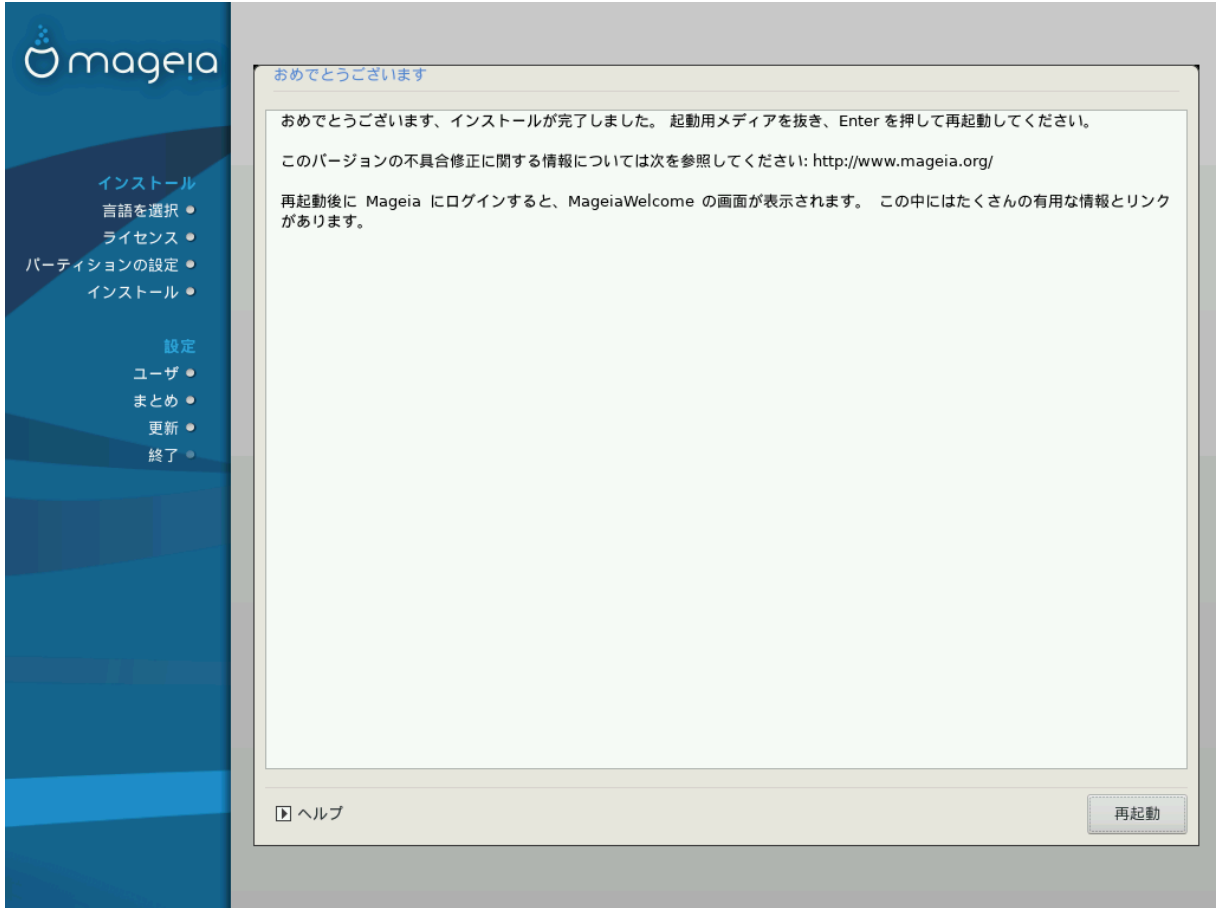 mageia
インストール
言語を選択
ライセンス
パーティションの設定
インストール
設定
ユーザ
まとめ
更新
終了
おめでとうございます
おめでとうございます、インストールが完了しました。 起動用メディアを抜き、Enter を押して再起動してください。
このバージョンの不具合修正に関する情報については次を参照してください: http://www.mageia.org/
再起動後に Mageia にログインすると、MageiaWelcome の画面が表示されます。 この中にはたくさんの有用な情報とリンク
があります。
ヘルプ
再起動